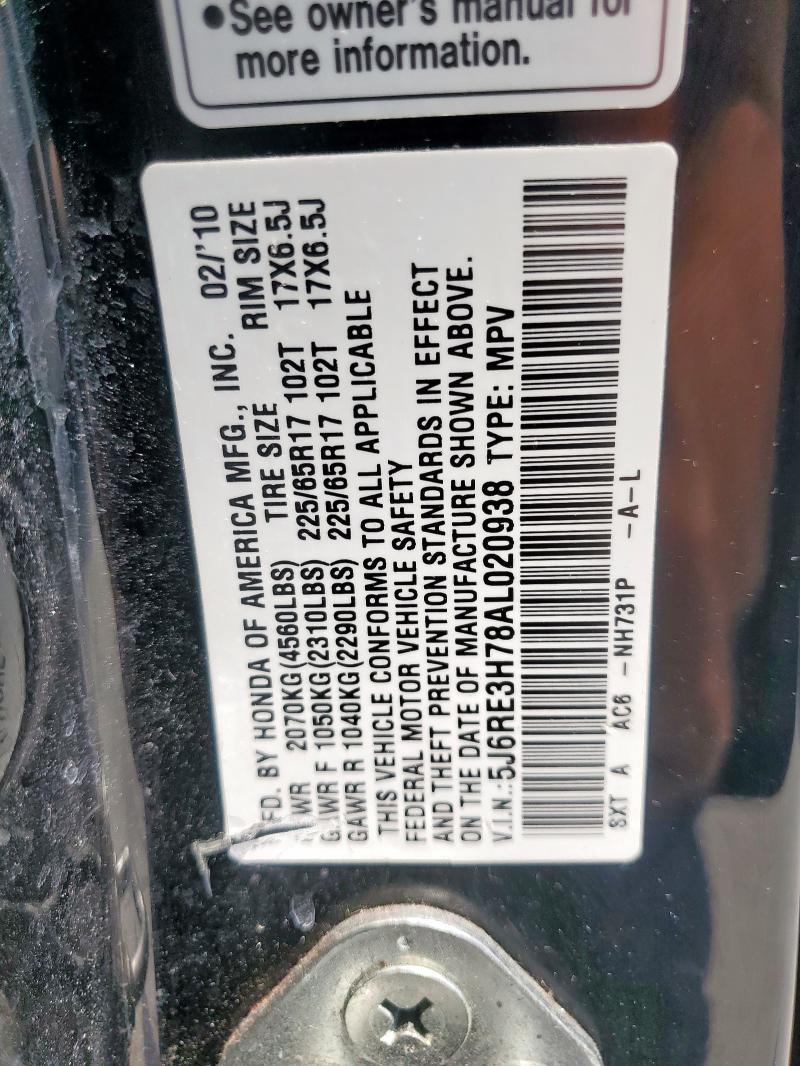 ●See owner's manual for
more information.
MFD. BY HONDA OF AMERICA MFG., INC. 02/'10
GVWR 2070KG(4560LBS) TIRE SIZE RIM SIZE
GAWR F 1050KG(2310LBS) 225/65R17 102T 17X6.5J
GAWR R 1040KG(2290LBS) 225/65R17 102T 17X6.5J
THIS VEHICLE CONFORMS TO ALL APPLICABLE
FEDERAL MOTOR VEHICLE SAFETY
AND THEFT PREVENTION STANDARDS IN EFFECT
ON THE DATE OF MANUFACTURE SHOWN ABOVE.
V.I.N.:5J6RE3H78AL020938 TYPE: MPV
SXT A AC6 -NH731P -A-L